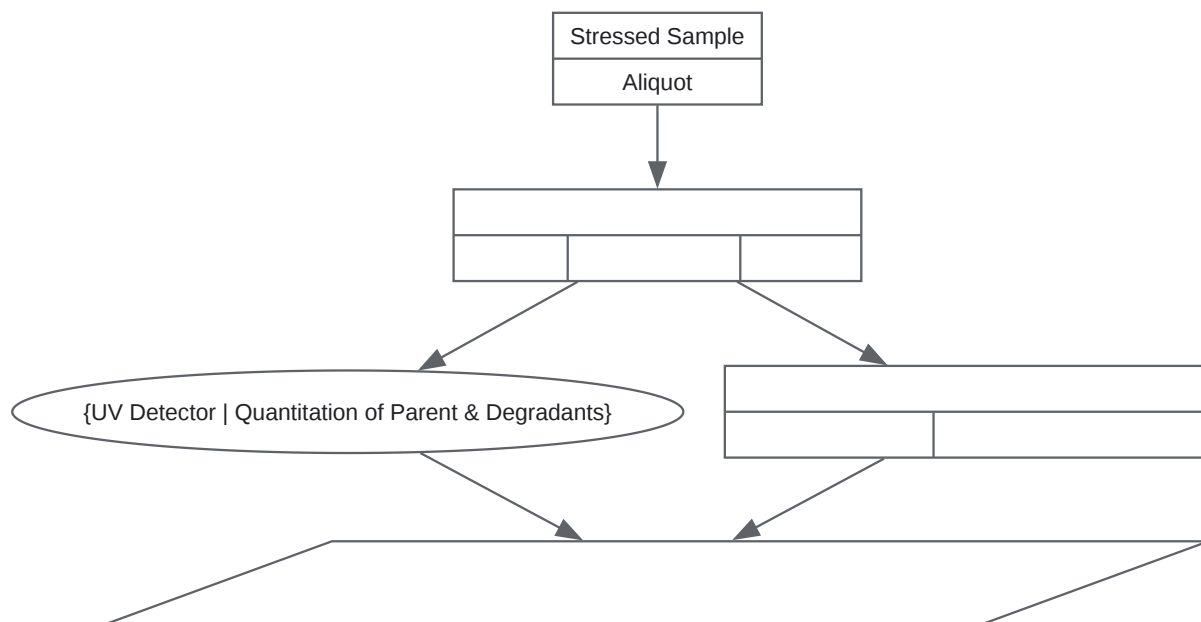 Stressed Sample
Aliquot
{UV Detector | Quantitation of Parent & Degradants}